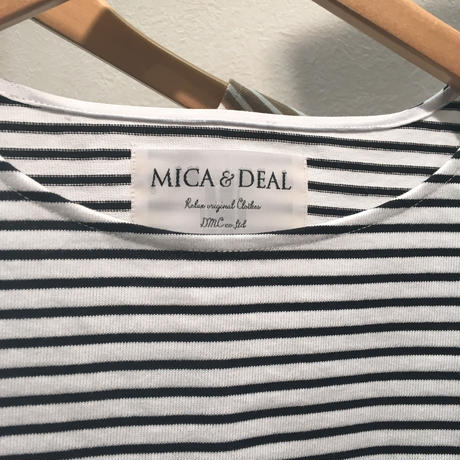 MICA & DEAL
Relax original Clothes
DMC co.,ltd